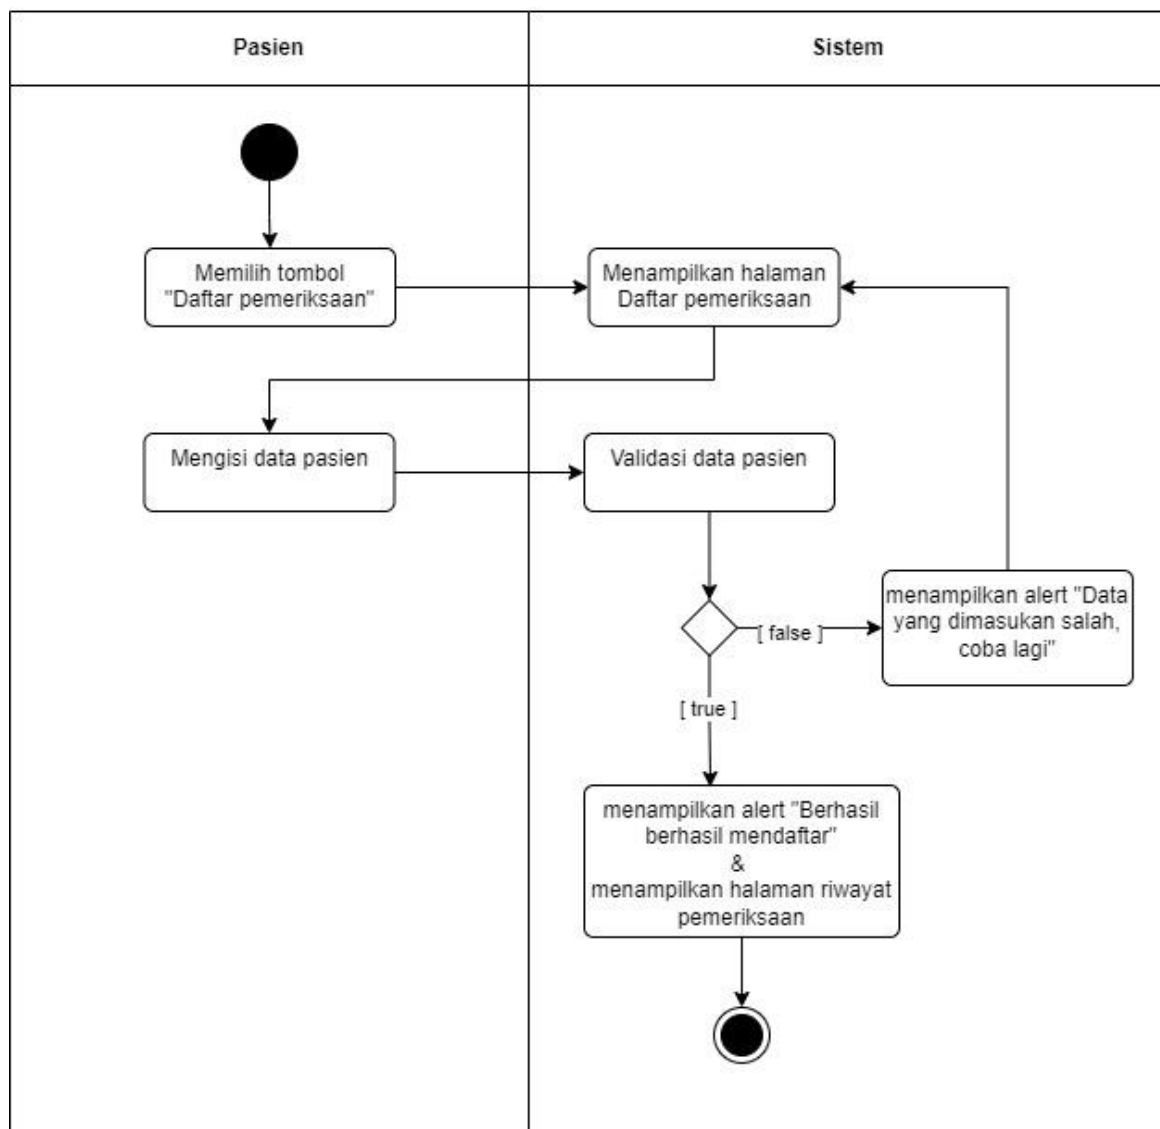 Pasien
Sistem
Memilih tombol
"Daftar pemeriksaan"
Menampilkan halaman
Daftar pemeriksaan
Mengisi data pasien
Validasi data pasien
[ false ]
menampilkan alert "Data
yang dimasukan salah,
coba lagi"
[ true ]
menampilkan alert "Berhasil
berhasil mendaftar"
&
menampilkan halaman riwayat
pemeriksaan